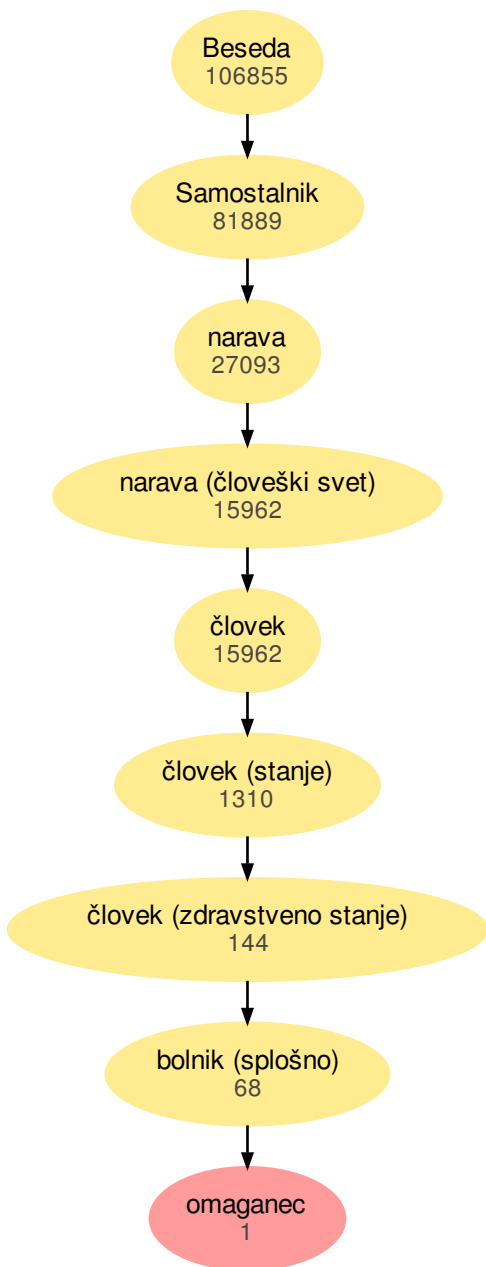 Beseda
106855
Samostalnik
81889
narava
27093
narava (človeški svet)
15962
človek
15962
človek (stanje)
1310
človek (zdravstveno stanje)
144
bolnik (splošno)
68
omaganec
1